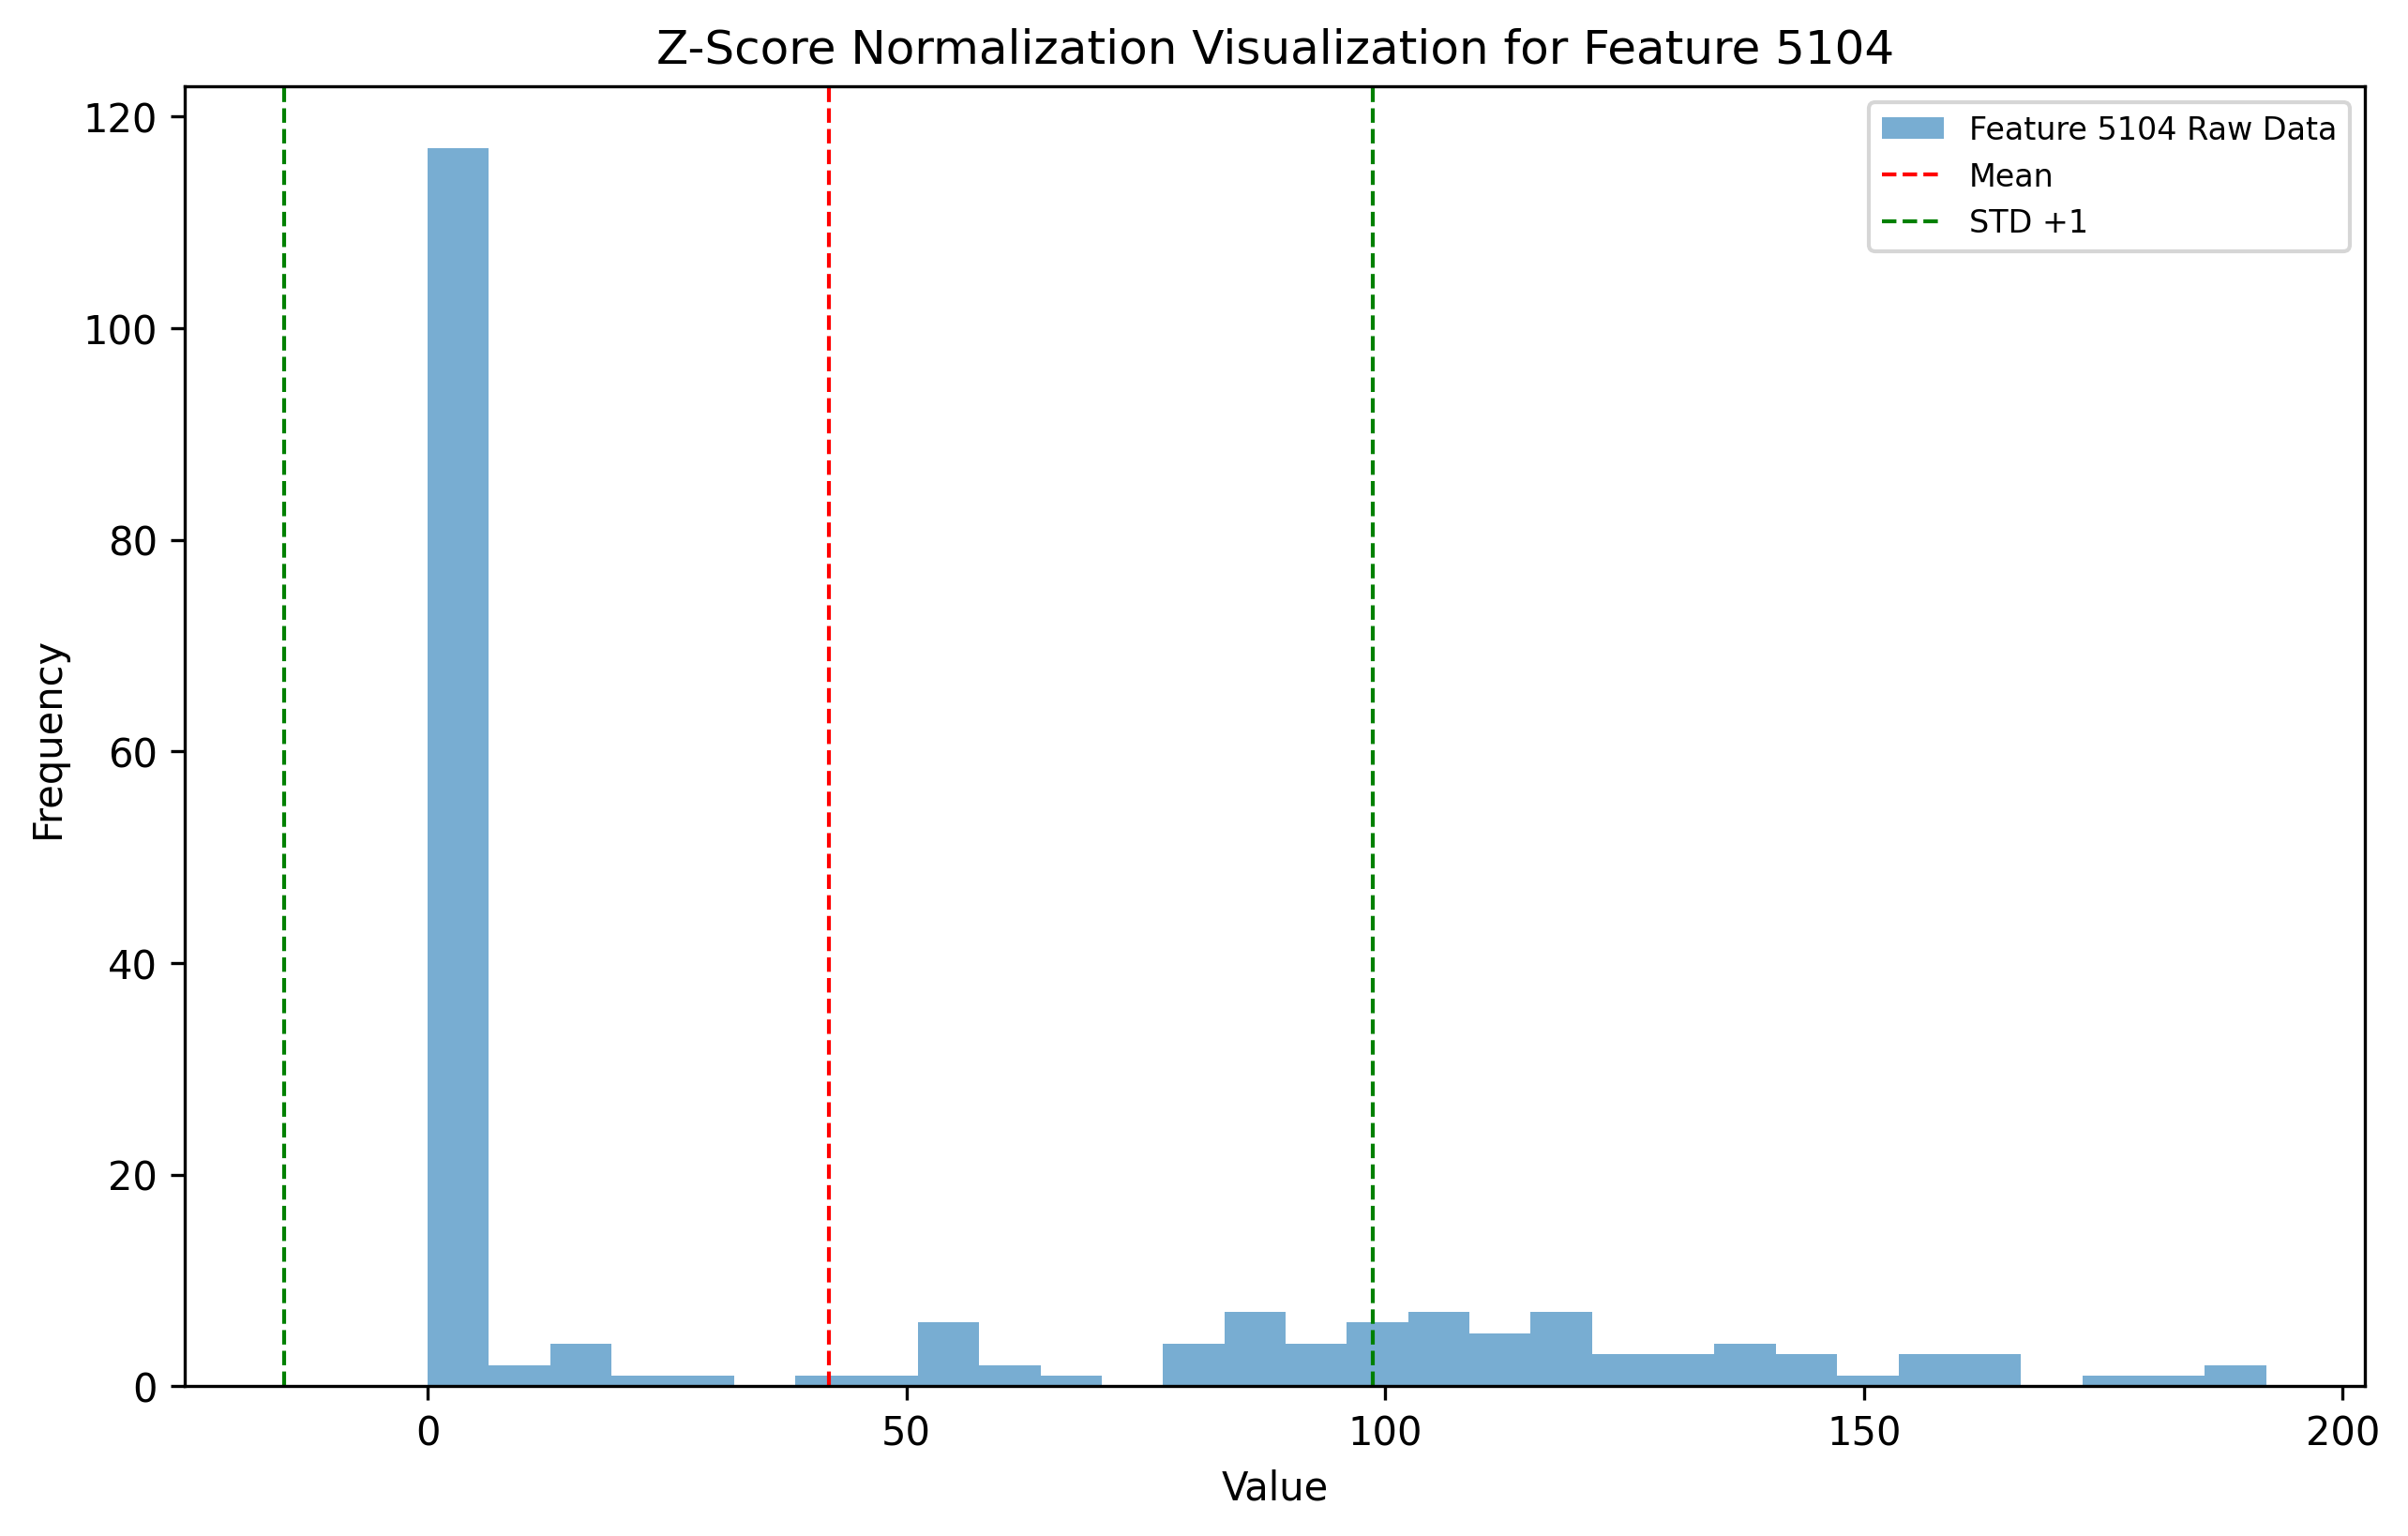 Z-Score Normalization Visualization for Feature 5104
Feature 5104 Raw Data
Mean
STD +1
120
100
80
60
40
20
0
Frequency
0 50 100 150 200
Value